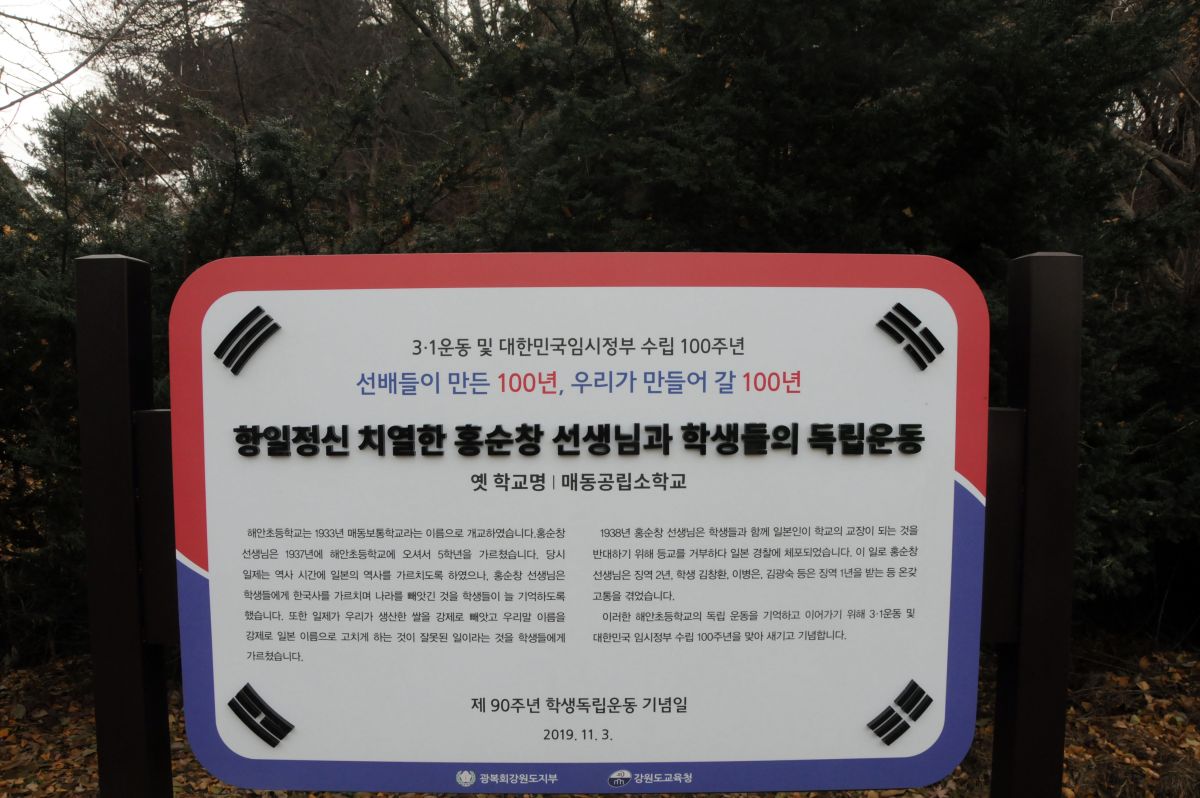 3·1운동 및 대한민국임시정부 수립 100주년
선배들이 만든 100년, 우리가 만들어 갈 100년
항일정신 치열한 홍순창 선생님과 학생들의 독립운동
옛 학교명 | 매동공립소학교
해안초등학교는 1933년 매동보통학교라는 이름으로 개교하였습니다.홍순창
선생님은 1937년에 해안초등학교에 오셔서 5학년을 가르쳤습니다. 당시
일제는 역사 시간에 일본의 역사를 가르치도록 하였으나, 홍순창 선생님은
학생들에게 한국사를 가르치며 나라를 빼앗긴 것을 학생들이 늘 기억하도록
했습니다. 또한 일제가 우리가 생산한 쌀을 강제로 빼앗고 우리말 이름을
강제로 일본 이름으로 고치게 하는 것이 잘못된 일이라는 것을 학생들에게
가르쳤습니다.
1938년 홍순창 선생님은 학생들과 함께 일본인이 학교의 교장이 되는 것을
반대하기 위해 등교를 거부하다 일본 경찰에 체포되었습니다. 이 일로 홍순창
선생님은 징역 2년, 학생 김창환, 이병은, 김광숙 등은 징역 1년을 받는 등 온갖
고통을 겪었습니다.
이러한 해안초등학교의 독립 운동을 기억하고 이어가기 위해 3·1운동 및
대한민국 임시정부 수립 100주년을 맞아 새기고 기념합니다.
제 90주년 학생독립운동 기념일
2019. 11. 3.
광복회강원도지부 강원도교육청